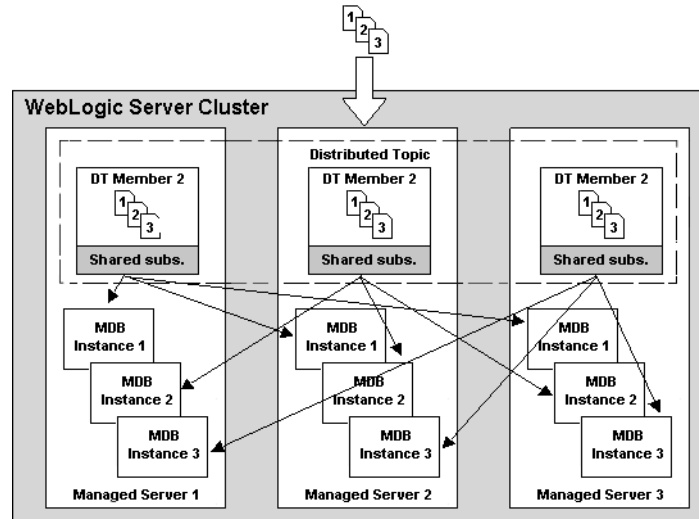 1
2
3
WebLogic Server Cluster
Distributed Topic
DT Member 2
1
2
3
Shared subs.
DT Member 2
1
2
3
Shared subs.
DT Member 2
1
2
3
Shared subs.
MDB
Instance 1
MDB
Instance 2
MDB
Instance 3
Managed Server 1
MDB
Instance 1
MDB
Instance 2
MDB
Instance 3
Managed Server 2
MDB
Instance 1
MDB
Instance 2
MDB
Instance 3
Managed Server 3